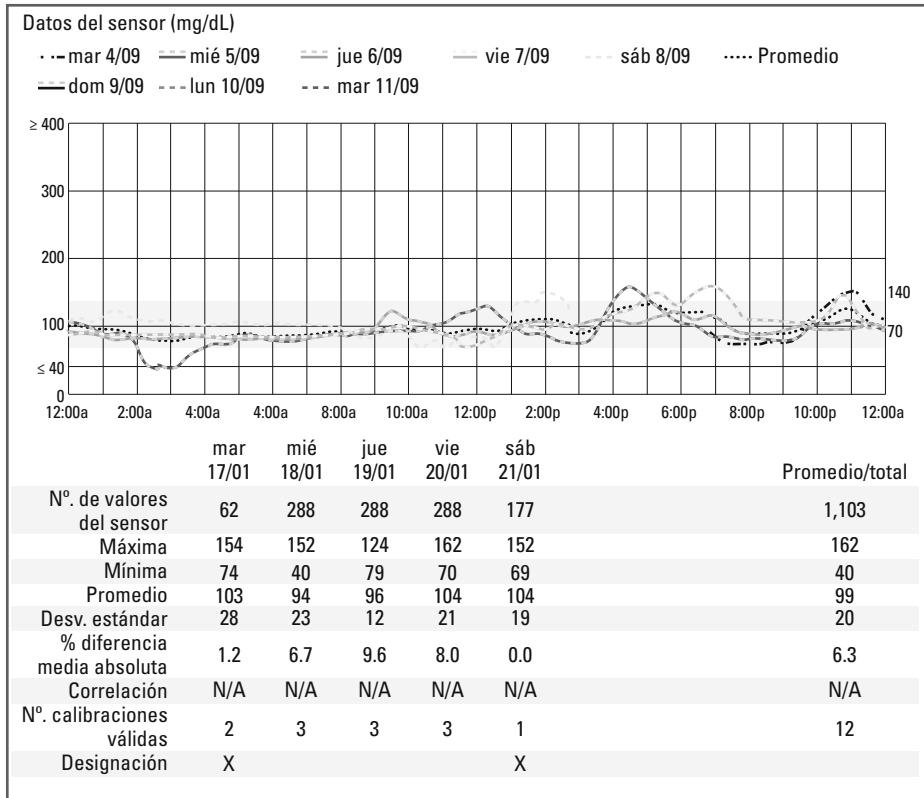 Datos del sensor (mg/dL)
mar 4/09 mié 5/09 jue 6/09 vie 7/09 sáb 8/09 Promedio
dom 9/09 lun 10/09 mar 11/09
≥ 400
300
200
140
100
70
≤ 40
0
12:00a 2:00a 4:00a 4:00a 6:00a 10:00a 12:00p 2:00p 4:00p 6:00p 8:00p 10:00p 12:00a
mar mié jue vie sáb
17/01 18/01 19/01 20/01 21/01 Promedio/total
Nº. de valores
del sensor 62 288 288 288 177 1,103
Máxima 154 152 124 162 152 162
Mínima 74 40 79 70 69 40
Promedio 103 94 96 104 104 99
Desv. estándar 28 23 12 21 19 20
% diferencia
media absoluta 1.2 6.7 9.6 8.0 0.0 6.3
Correlación N/A N/A N/A N/A N/A N/A
Nº. calibraciones
válidas 2 3 3 3 1 12
Designación X X